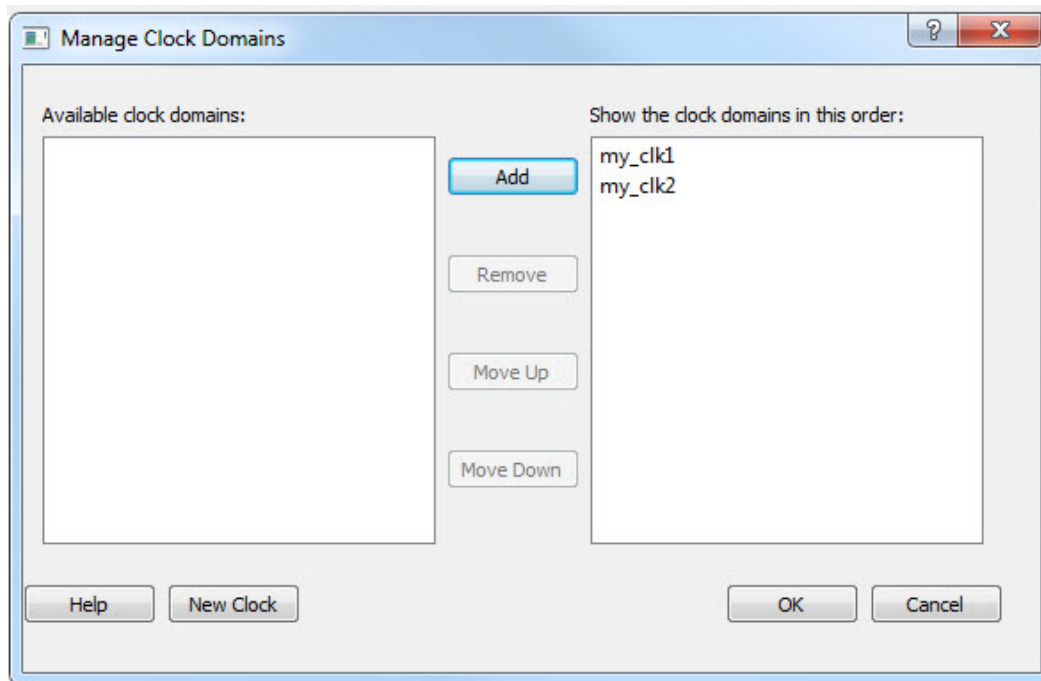 Manage Clock Domains
?
X
Available clock domains:
Show the clock domains in this order:
my_clk1
my_clk2
Add
Remove
Move Up
Move Down
Help
New Clock
OK
Cancel